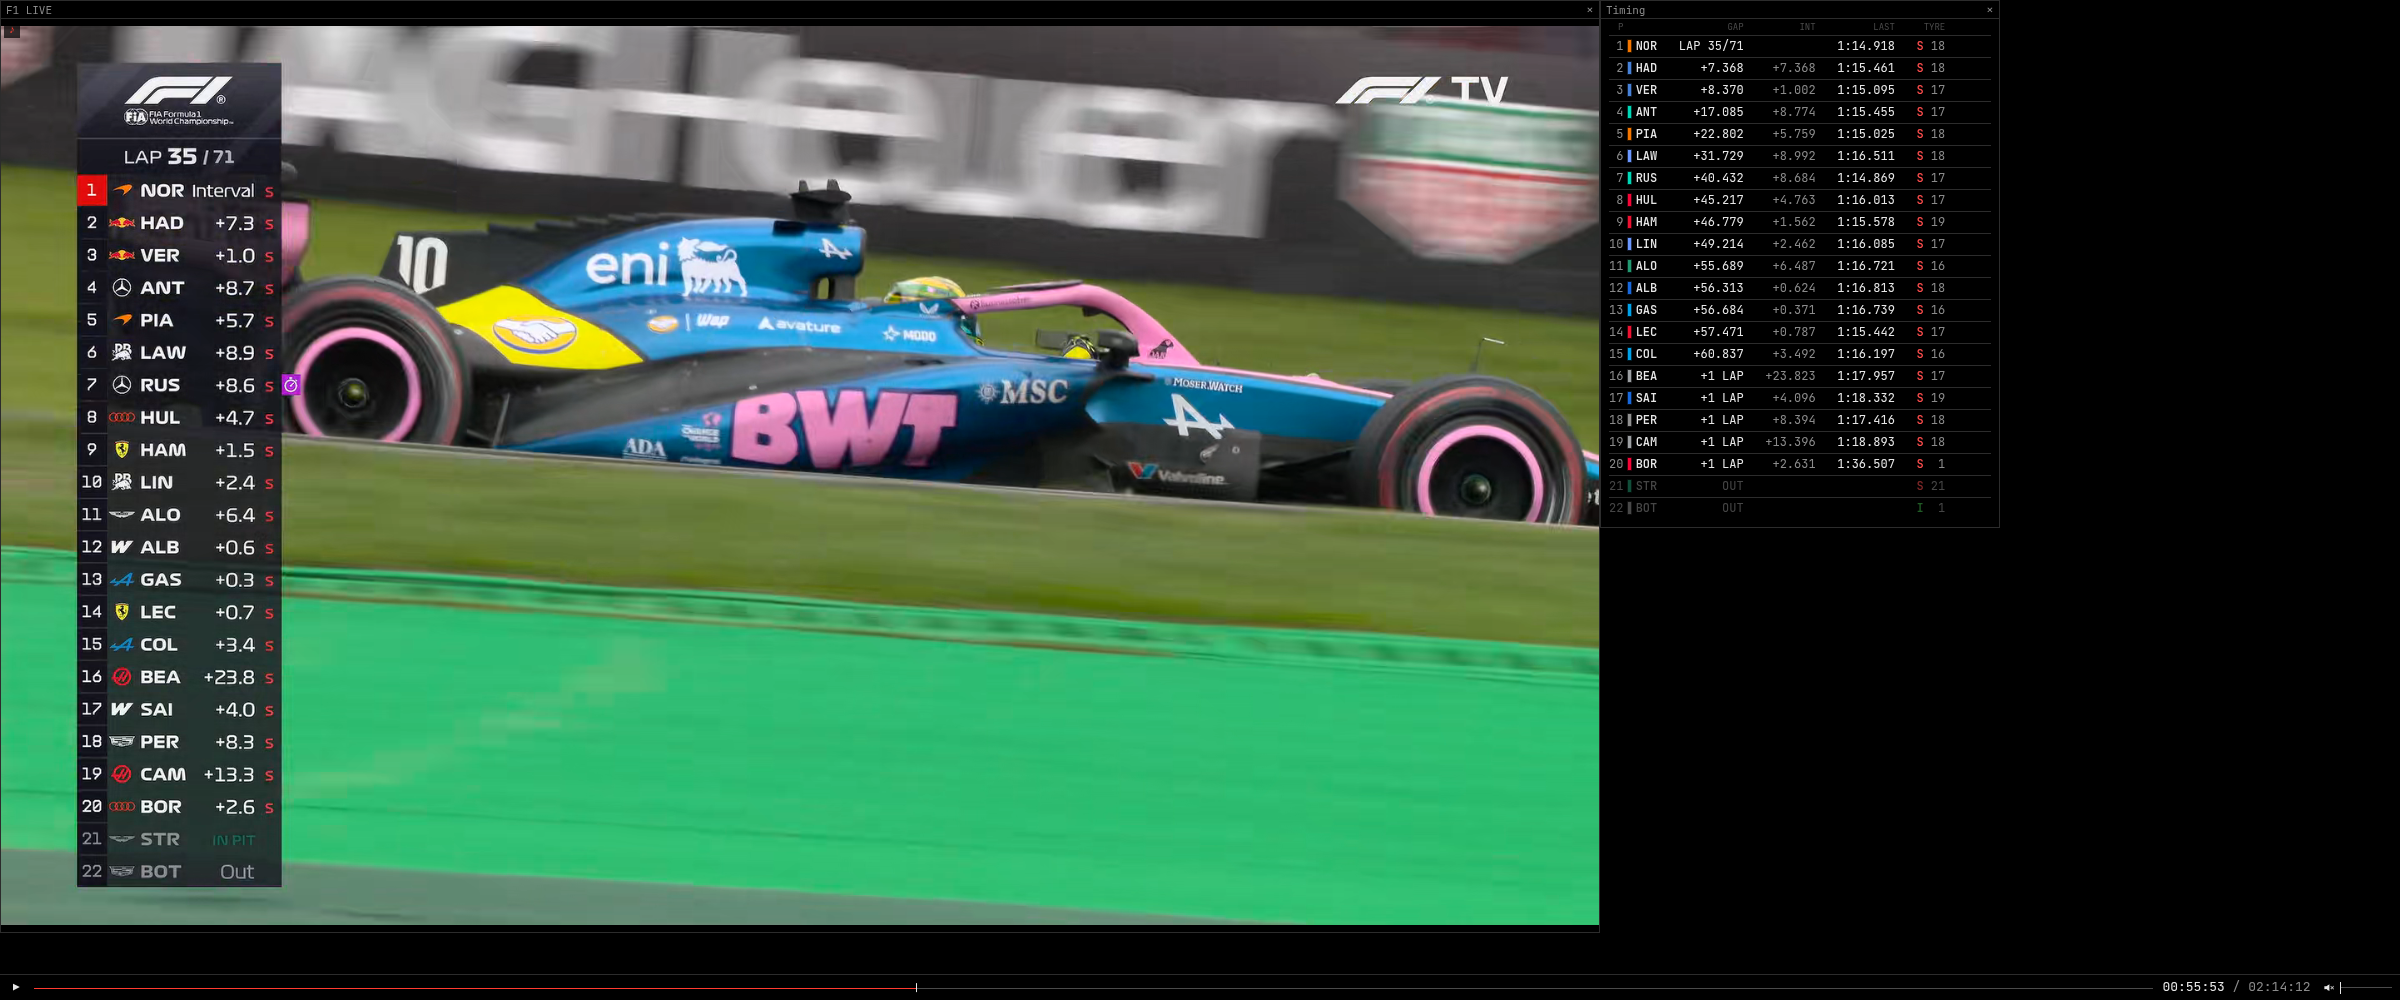 F1 LIVE
×
F1 TV
FIA Formula 1
World Championship
LAP 35 / 71
1 NOR Interval S
2 HAD +7.3 S
3 VER +1.0 S
4 ANT +8.7 S
5 PIA +5.7 S
6 LAW +8.9 S
7 RUS +8.6 S
8 HUL +4.7 S
9 HAM +1.5 S
10 LIN +2.4 S
11 ALO +6.4 S
12 ALB +0.6 S
13 GAS +0.3 S
14 LEC +0.7 S
15 COL +3.4 S
16 BEA +23.8 S
17 SAI +4.0 S
18 PER +8.3 S
19 CAM +13.3 S
20 BOR +2.6 S
21 STR IN PIT
22 BOT Out
10
eni
Wap
avature
MODO
MSC
MOSER.WATCH
BWT
ADA
Valvoline
Timing
×
P GAP INT LAST TYRE
1 NOR LAP 35/71 1:14.918 S 18
2 HAD +7.368 +7.368 1:15.461 S 18
3 VER +8.370 +1.002 1:15.095 S 17
4 ANT +17.085 +8.774 1:15.455 S 17
5 PIA +22.802 +5.759 1:15.025 S 18
6 LAW +31.729 +8.992 1:16.511 S 18
7 RUS +40.432 +8.684 1:14.869 S 17
8 HUL +45.217 +4.763 1:16.013 S 17
9 HAM +46.779 +1.562 1:15.578 S 19
10 LIN +49.214 +2.462 1:16.085 S 17
11 ALO +55.689 +6.487 1:16.721 S 16
12 ALB +56.313 +0.624 1:16.813 S 18
13 GAS +56.684 +0.371 1:16.739 S 16
14 LEC +57.471 +0.787 1:15.442 S 17
15 COL +60.837 +3.492 1:16.197 S 16
16 BEA +1 LAP +23.823 1:17.957 S 17
17 SAI +1 LAP +4.096 1:18.332 S 19
18 PER +1 LAP +8.394 1:17.416 S 18
19 CAM +1 LAP +13.396 1:18.893 S 18
20 BOR +1 LAP +2.631 1:36.507 S 1
21 STR OUT S 21
22 BOT OUT I 1
00:55:53 / 02:14:12